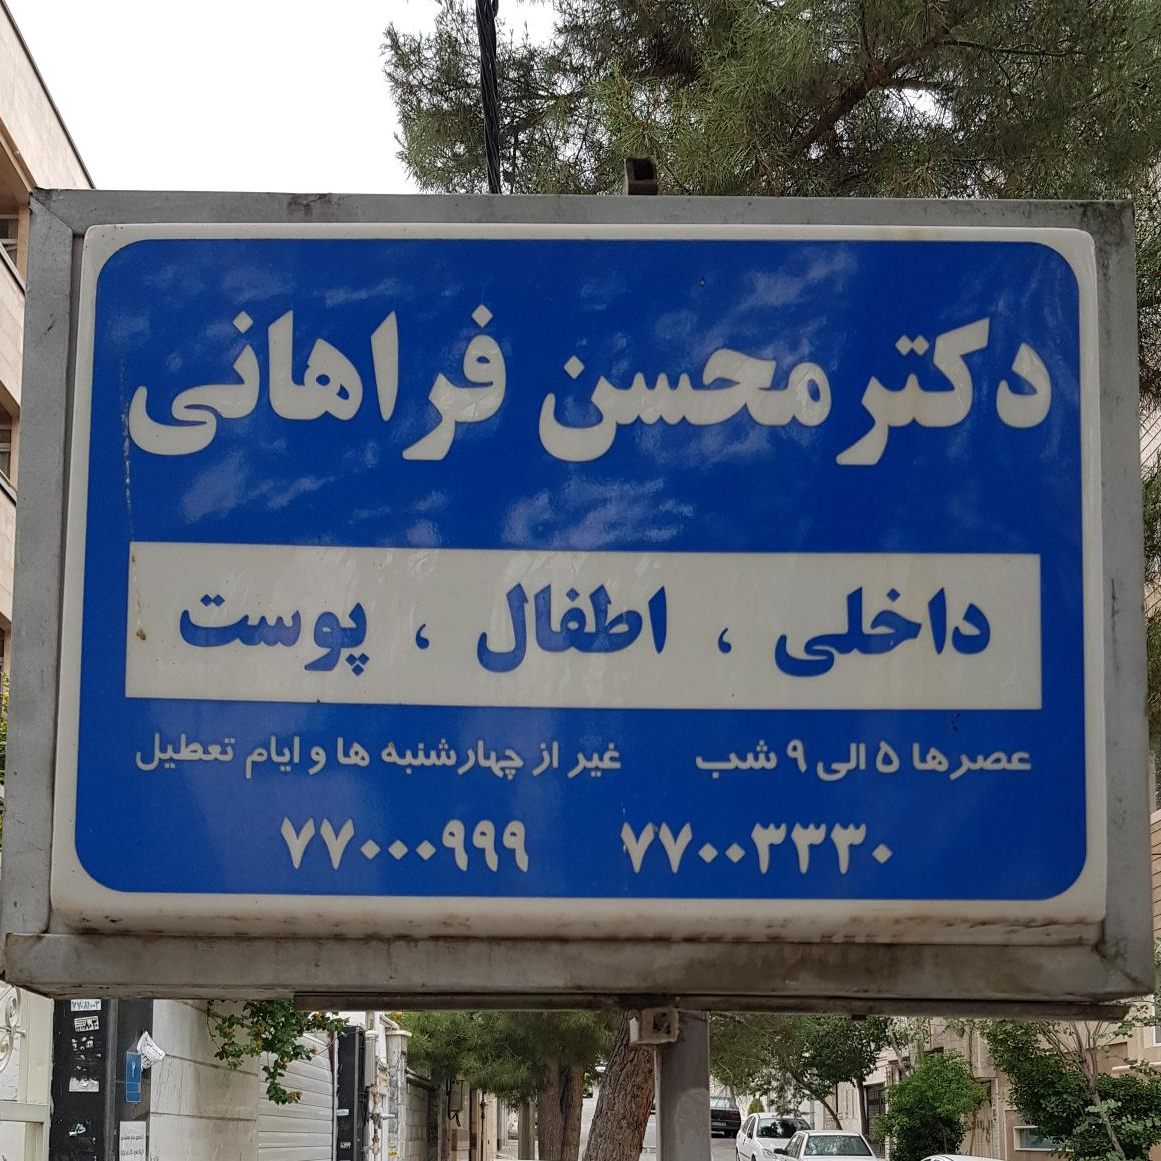 دکتر محسن فراهانی
داخلی ، اطفال ، پوست
عصرها ۵ الی ۹ شب غیر از چهارشنبه ها و ایام تعطیل
۷۷۰۰۳۳۳۰ ۷۷۰۰۰۹۹۹